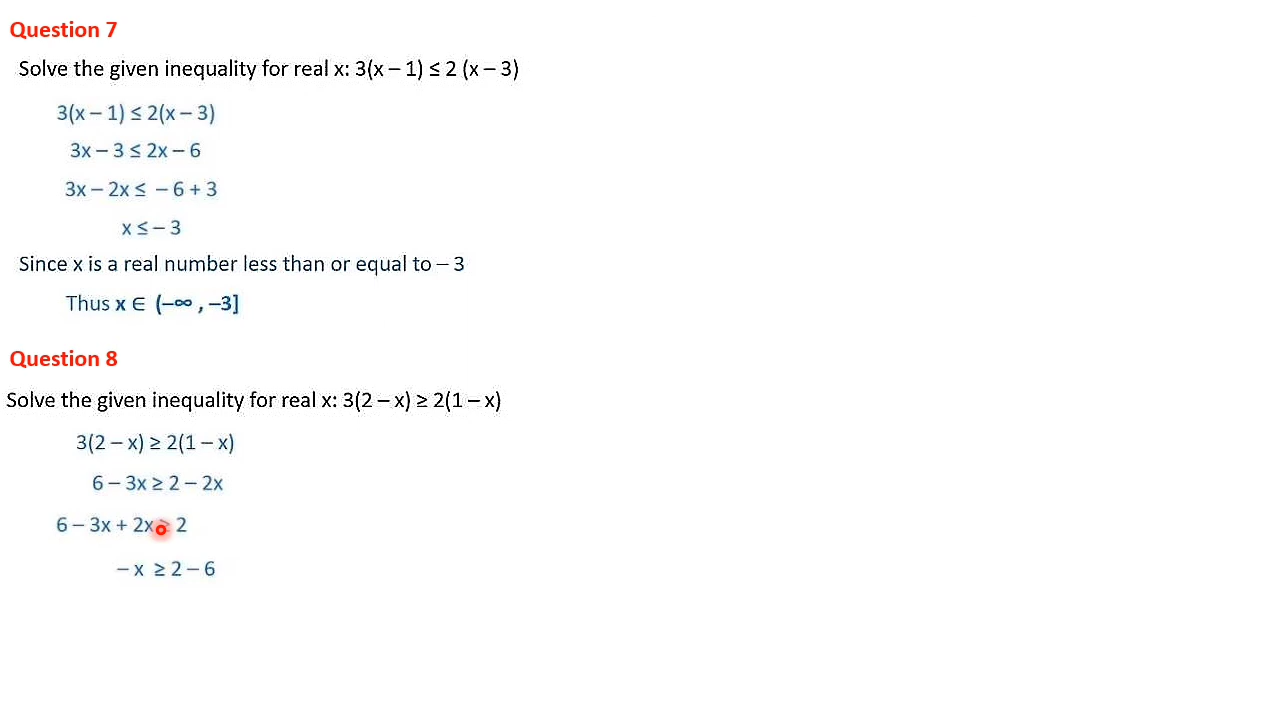 Question 7
Solve the given inequality for real x: 3(x – 1) ≤ 2 (x – 3)
3(x – 1) ≤ 2(x – 3)
3x – 3 ≤ 2x – 6
3x – 2x ≤ – 6 + 3
x ≤ – 3
Since x is a real number less than or equal to – 3
Thus x ∈ (–∞ , –3]
Question 8
Solve the given inequality for real x: 3(2 – x) ≥ 2(1 – x)
3(2 – x) ≥ 2(1 – x)
6 – 3x ≥ 2 – 2x
6 – 3x + 2x ≥ 2
– x ≥ 2 – 6